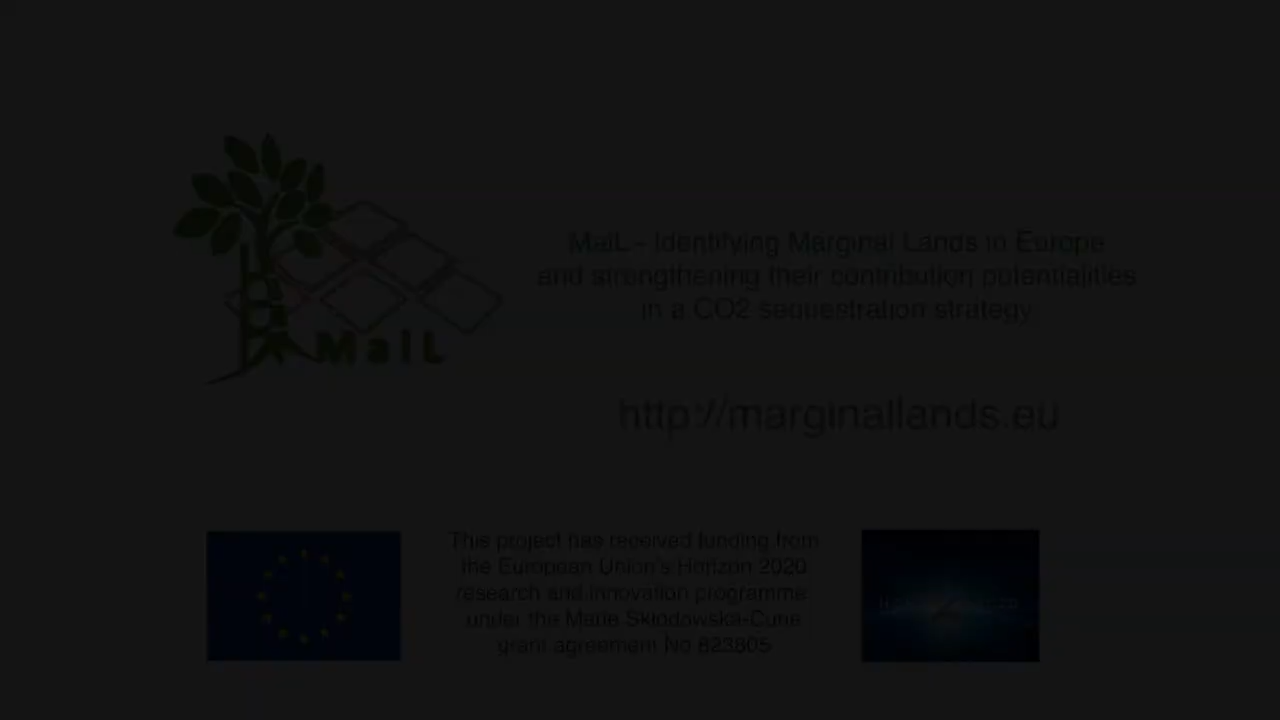 MaiL
MaiL - Identifying Marginal Lands in Europe
and strengthening their contribution potentialities
in a CO2 sequestration strategy
http://marginallands.eu
This project has received funding from
the European Union's Horizon 2020
research and innovation programme
under the Marie Skłodowska-Curie
grant agreement No 823805